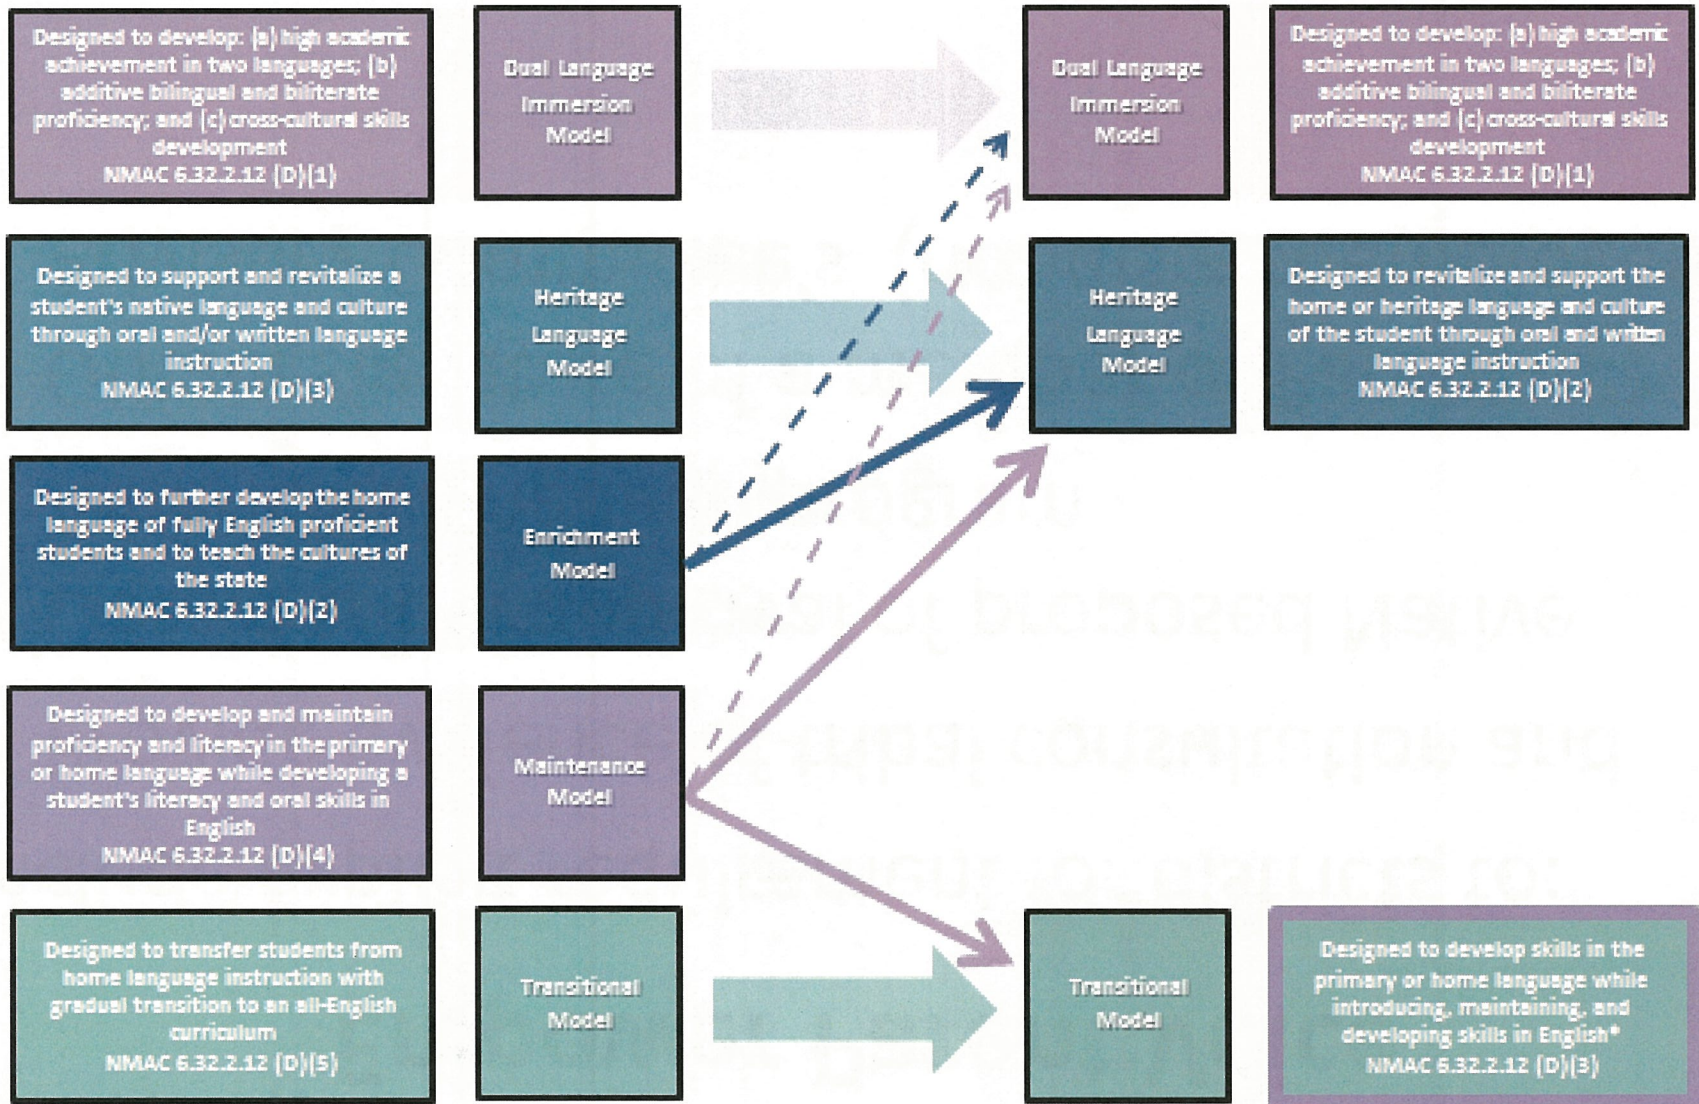 Designed to develop: (a) high academic
achievement in two languages; (b)
additive bilingual and biliterate
proficiency; and (c) cross-cultural skills
development
NMAC 6.32.2.12 (D)(1)
Dual Language
Immersion
Model
Dual Language
Immersion
Model
Designed to develop: (a) high academic
achievement in two languages; (b)
additive bilingual and biliterate
proficiency; and (c) cross-cultural skills
development
NMAC 6.32.2.12 (D)(1)
Designed to support and revitalize a
student's native language and culture
through oral and/or written language
instruction
NMAC 6.32.2.12 (D)(3)
Heritage
Language
Model
Heritage
Language
Model
Designed to revitalize and support the
home or heritage language and culture
of the student through oral and written
language instruction
NMAC 6.32.2.12 (D)(2)
Designed to further develop the home
language of fully English proficient
students and to teach the cultures of
the state
NMAC 6.32.2.12 (D)(2)
Enrichment
Model
Designed to develop and maintain
proficiency and literacy in the primary
or home language while developing a
student's literacy and oral skills in
English
NMAC 6.32.2.12 (D)(4)
Maintenance
Model
Designed to transfer students from
home language instruction with
gradual transition to an all-English
curriculum
NMAC 6.32.2.12 (D)(5)
Transitional
Model
Transitional
Model
Designed to develop skills in the
primary or home language while
introducing, maintaining, and
developing skills in English*
NMAC 6.32.2.12 (D)(3)